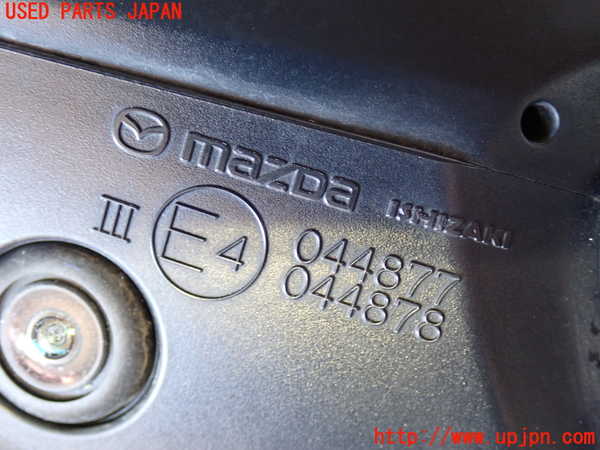 USED PARTS JAPAN
mazda ISHIZAKI
III E4 044877
044878
http://www.upjpn.com/